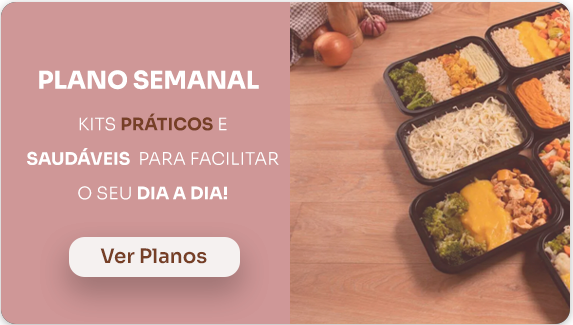 PLANO SEMANAL
KITS PRÁTICOS E
SAUDÁVEIS PARA FACILITAR
O SEU DIA A DIA!
Ver Planos